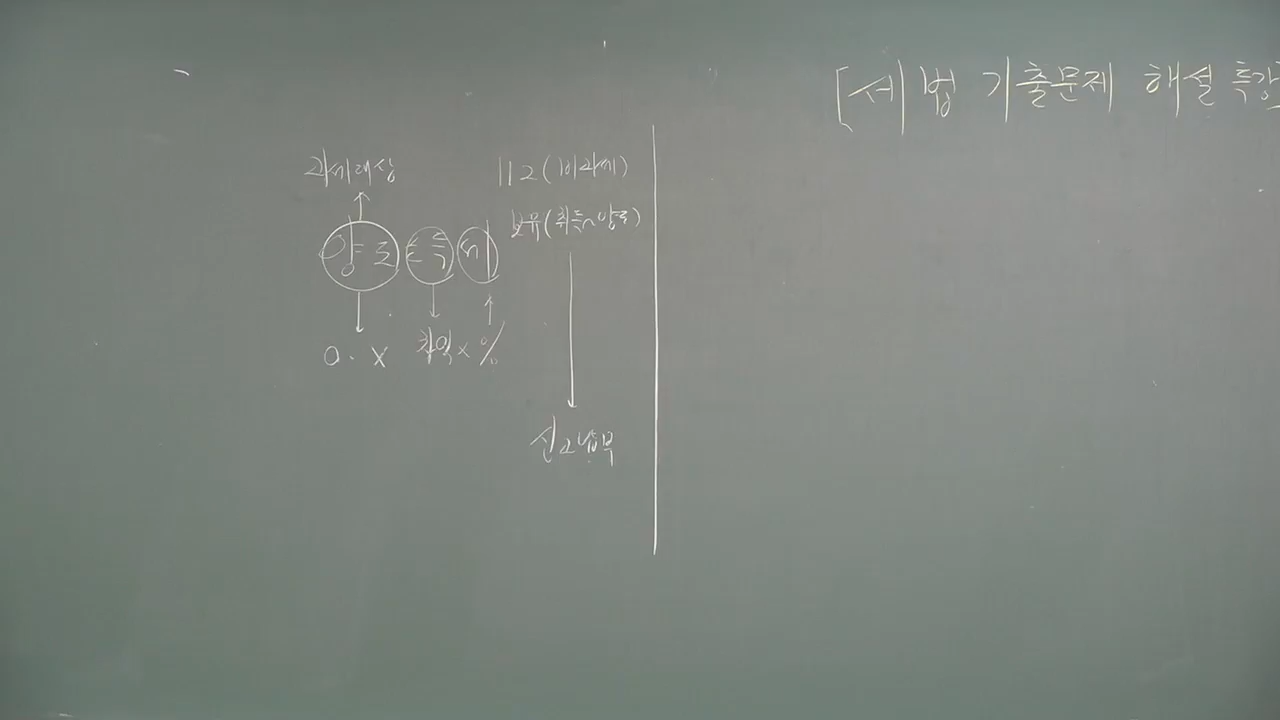 [세법 기출문제 해설 특강]
과세대상
112(비과세)
양도 소득 세
보유(취득~양도)
O. X 차익 × %
신고납부